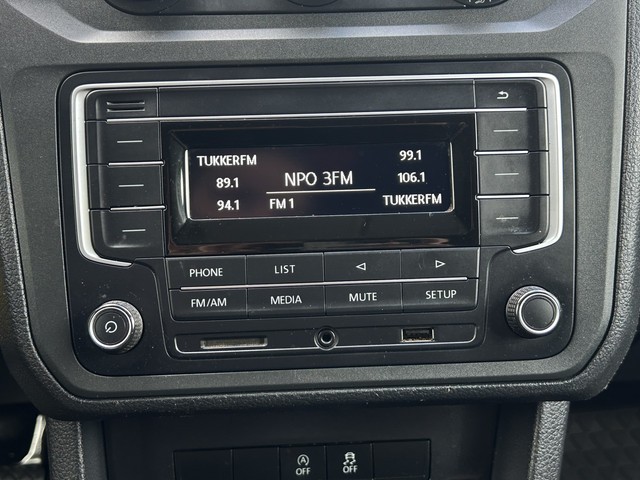 TUKKERFM 99.1
89.1 NPO 3FM 106.1
94.1 FM 1 TUKKERFM
PHONE LIST
FM/AM MEDIA MUTE SETUP
OFF OFF